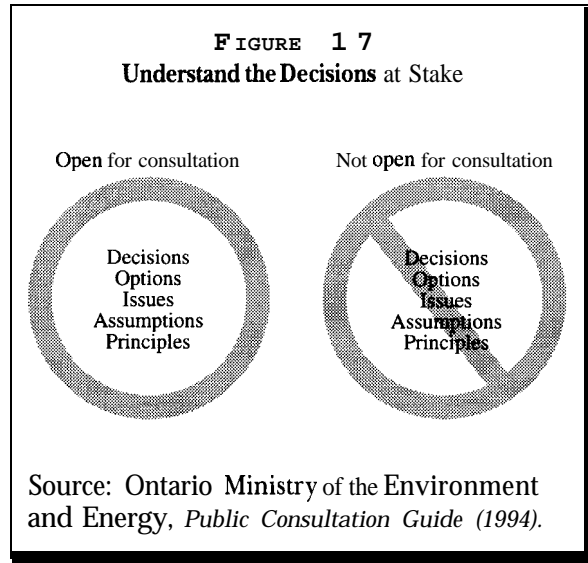 FIGURE 17
Understand the Decisions at Stake
Open for consultation
Decisions
Options
Issues
Assumptions
Principles
Not open for consultation
Decisions
Options
Issues
Assumptions
Principles
Source: Ontario Ministry of the Environment
and Energy, Public Consultation Guide (1994).